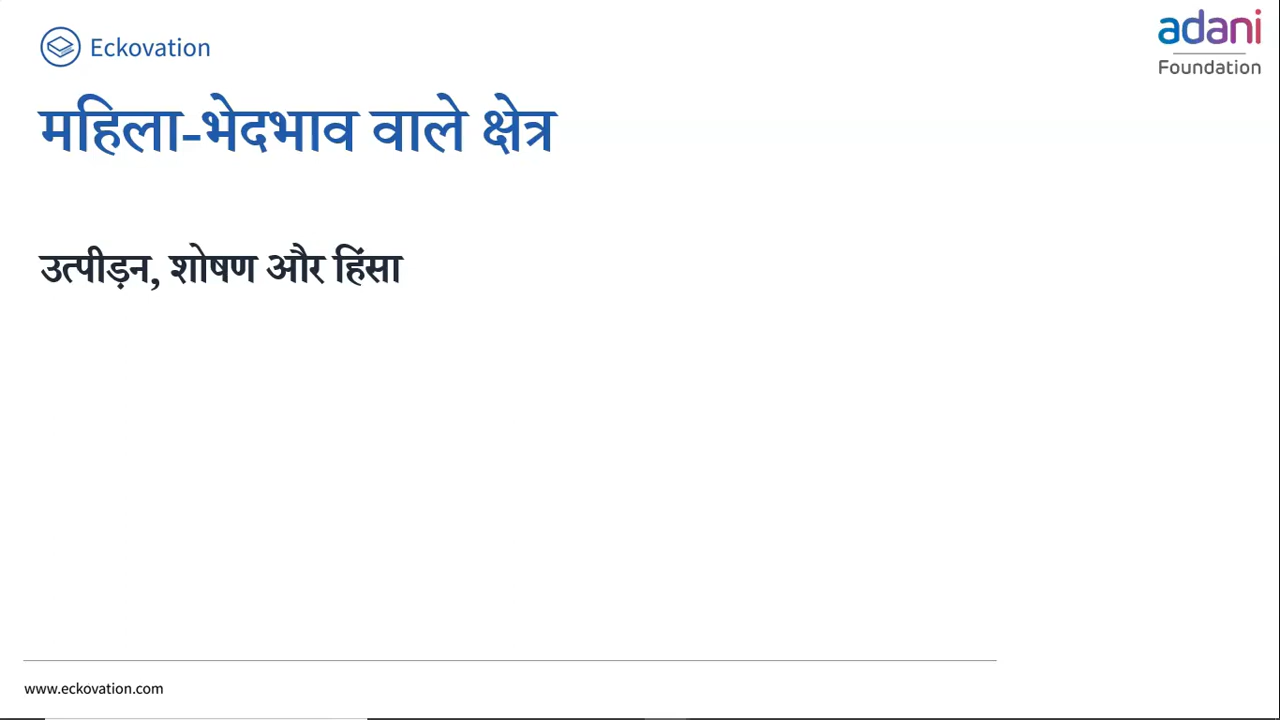 Eckovation
adani
Foundation
महिला-भेदभाव वाले क्षेत्र
उत्पीड़न, शोषण और हिंसा
www.eckovation.com